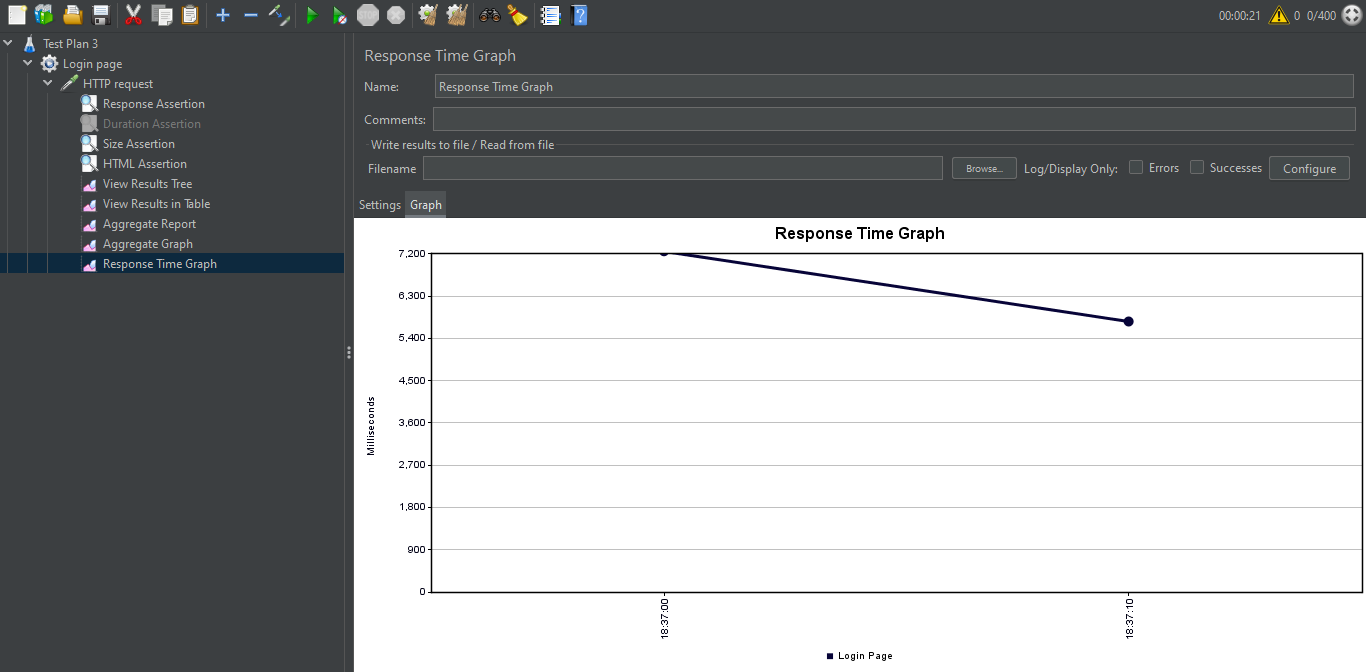 00:00:21 0 0/400
Test Plan 3
Login page
HTTP request
Response Assertion
Duration Assertion
Size Assertion
HTML Assertion
View Results Tree
View Results in Table
Aggregate Report
Aggregate Graph
Response Time Graph
Response Time Graph
Name: Response Time Graph
Comments:
Write results to file / Read from file
Filename Browse... Log/Display Only: Errors Successes Configure
Settings Graph
Response Time Graph
7,200
6,300
5,400
4,500
3,600
2,700
1,800
900
0
Milliseconds
18:37:00 18:37:10
Login Page